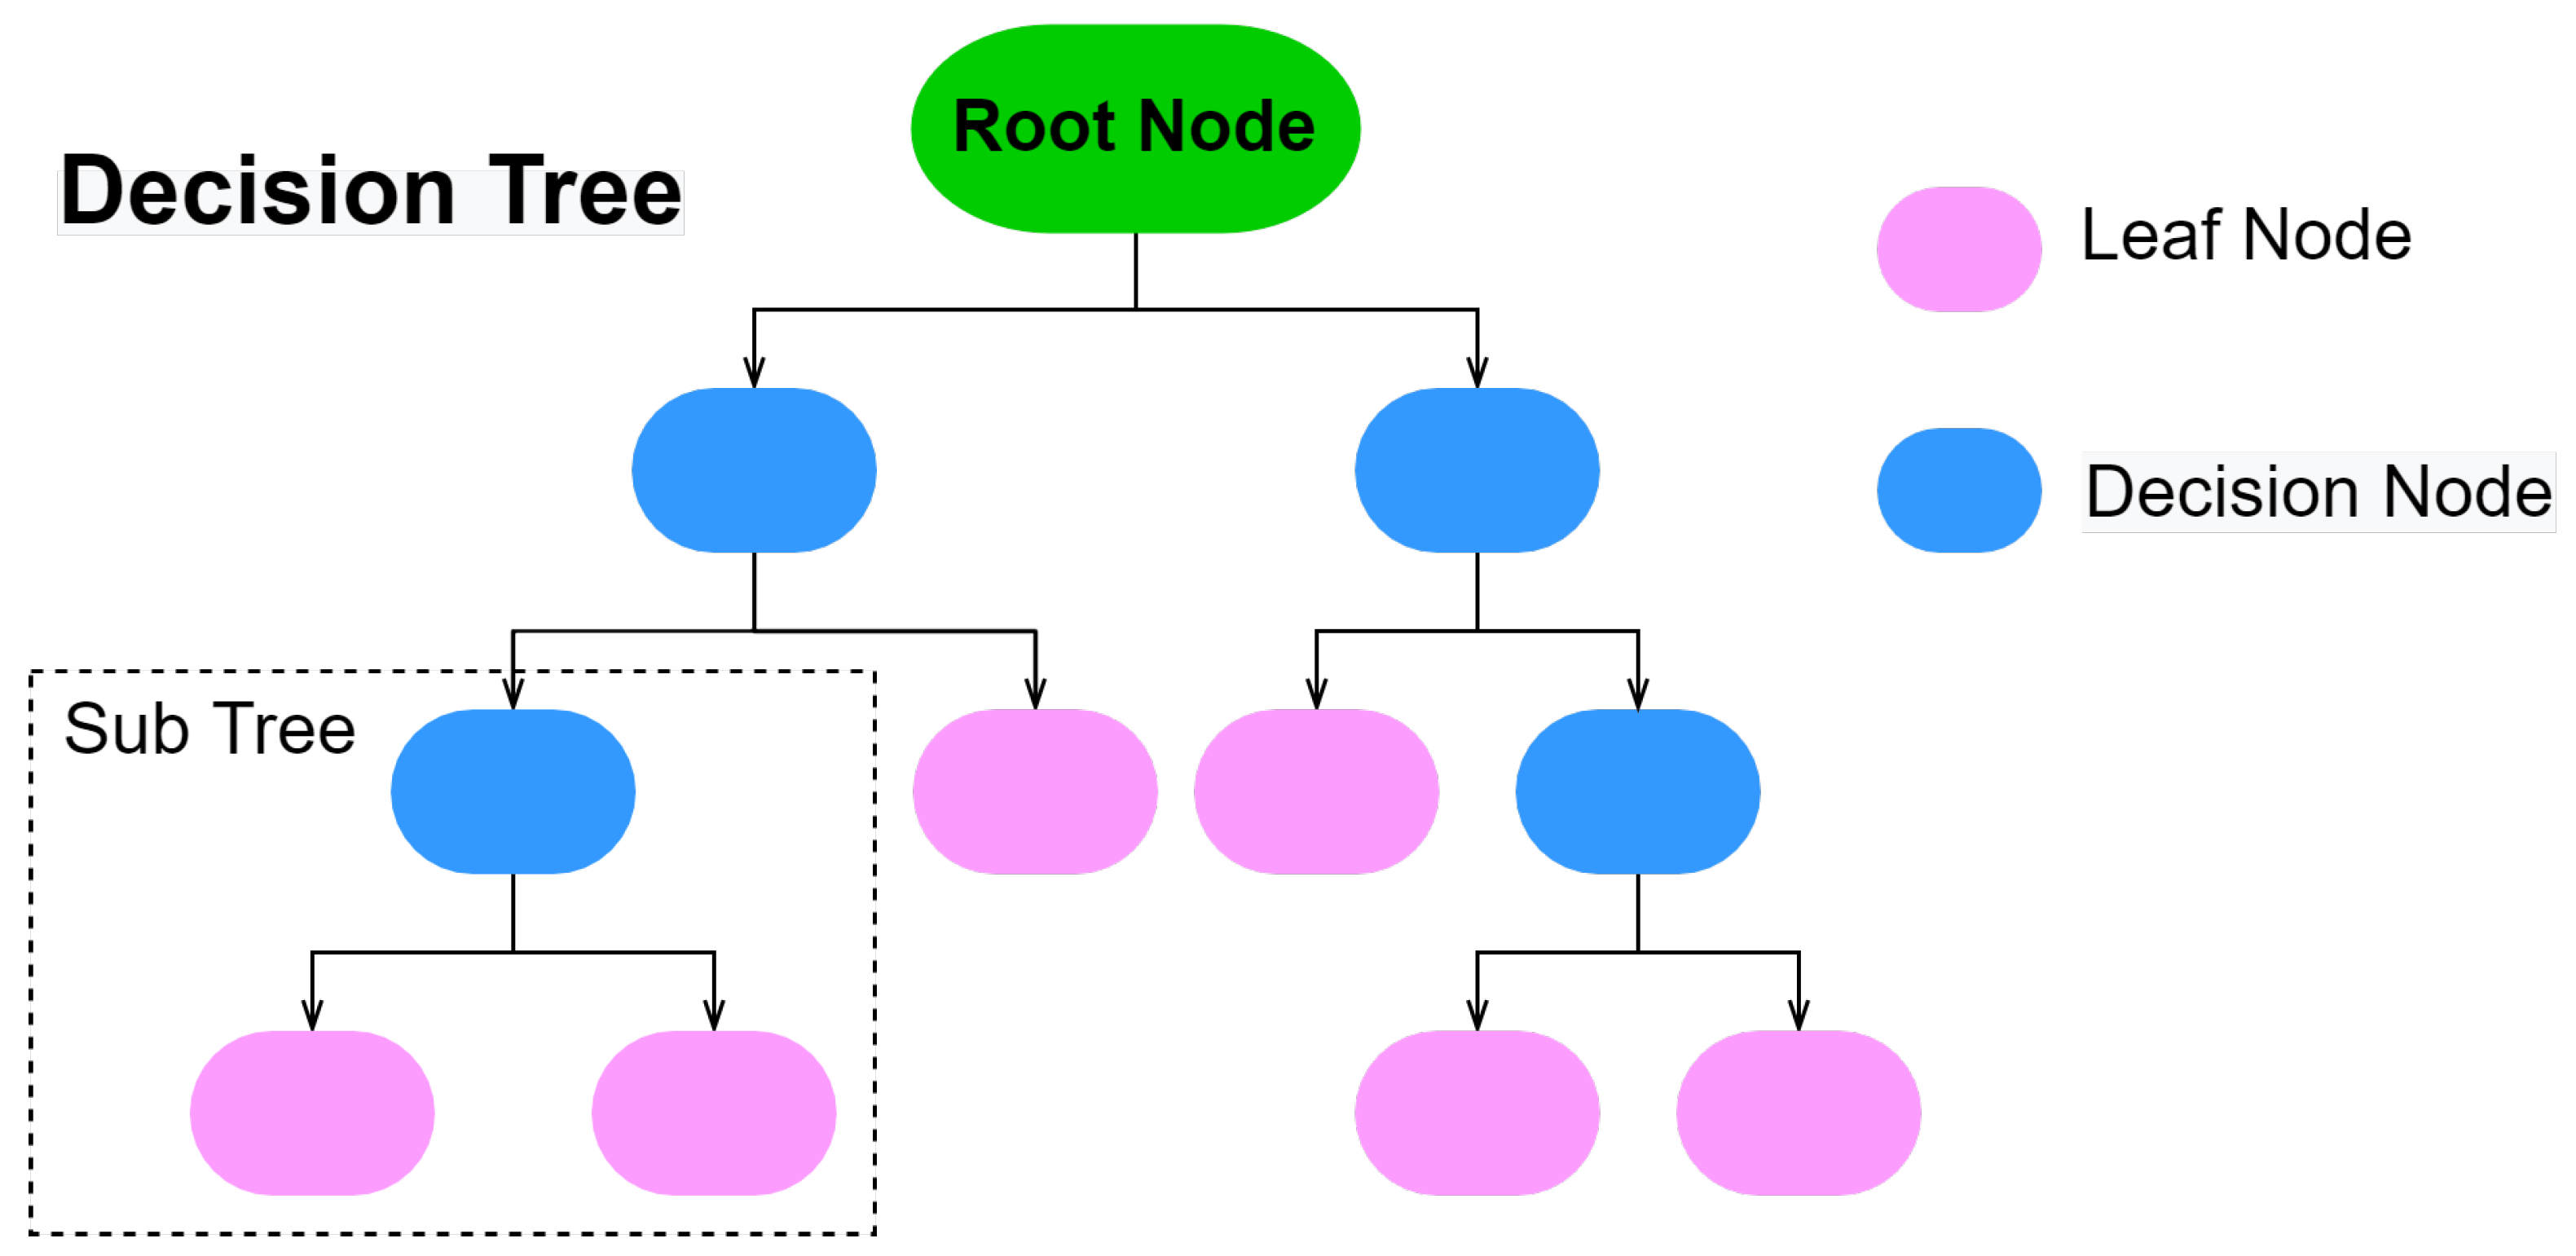 Root Node
Decision Tree
Leaf Node
Decision Node
Sub Tree